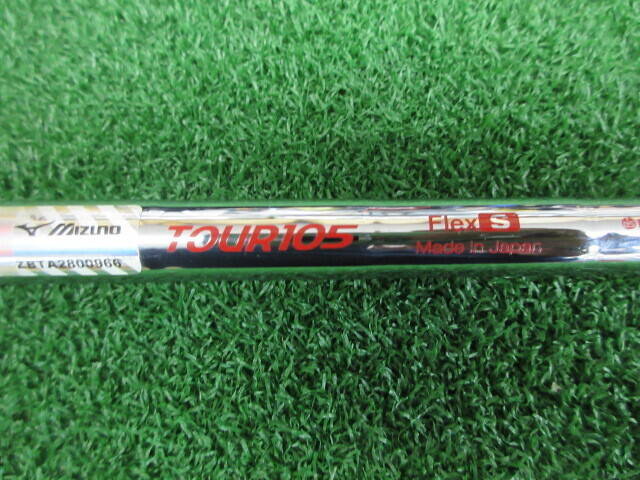 MIZUNO
ZBTA2800966
TOUR105
Flex S
Made in Japan